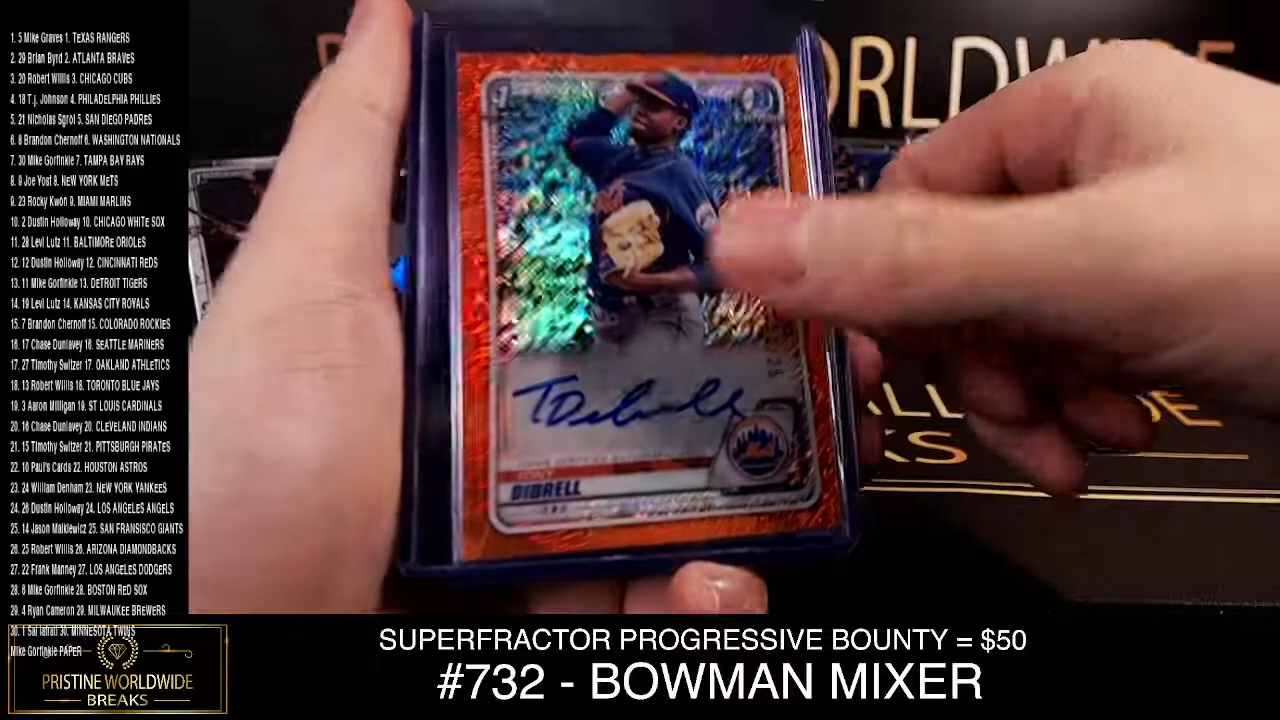 1. 5 Mike Graves 1. TEXAS RANGERS
2. 29 Brian Byrd 2. ATLANTA BRAVES
3. 20 Robert Willis 3. CHICAGO CUBS
4. 18 T.j. Johnson 4. PHILADELPHIA PHILLIES
5. 21 Nicholas Sgroi 5. SAN DIEGO PADRES
6. 8 Brandon Chernoff 6. WASHINGTON NATIONALS
7. 30 Mike Gorfinkle 7. TAMPA BAY RAYS
8. 9 Joe Yost 8. NEW YORK METS
9. 23 Rocky Kwon 9. MIAMI MARLINS
10. 2 Dustin Holloway 10. CHICAGO WHITE SOX
11. 28 Levi Lutz 11. BALTIMORE ORIOLES
12. 12 Dustin Holloway 12. CINCINNATI REDS
13. 11 Mike Gorfinkle 13. DETROIT TIGERS
14. 19 Levi Lutz 14. KANSAS CITY ROYALS
15. 7 Brandon Chernoff 15. COLORADO ROCKIES
16. 17 Chase Dunlavey 16. SEATTLE MARINERS
17. 27 Timothy Switzer 17. OAKLAND ATHLETICS
18. 13 Robert Willis 18. TORONTO BLUE JAYS
19. 3 Aaron Milligan 19. ST LOUIS CARDINALS
20. 16 Chase Dunlavey 20. CLEVELAND INDIANS
21. 15 Timothy Switzer 21. PITTSBURGH PIRATES
22. 10 Paul's Cards 22. HOUSTON ASTROS
23. 24 William Denham 23. NEW YORK YANKEES
24. 26 Dustin Holloway 24. LOS ANGELES ANGELS
25. 14 Jason Malkiewicz 25. SAN FRANSISCO GIANTS
26. 25 Robert Willis 26. ARIZONA DIAMONDBACKS
27. 22 Frank Manney 27. LOS ANGELES DODGERS
28. 6 Mike Gorfinkle 28. BOSTON RED SOX
29. 4 Ryan Cameron 29. MILWAUKEE BREWERS
30. 1 Sal 30. MINNESOTA TWINS
Mike Gorfinkle PAPER
PRISTINE WORLDWIDE
BREAKS
ORLDWIDE
1
TONY
DIBRELL
Mets
SUPERFRACTOR PROGRESSIVE BOUNTY = $50
#732 - BOWMAN MIXER